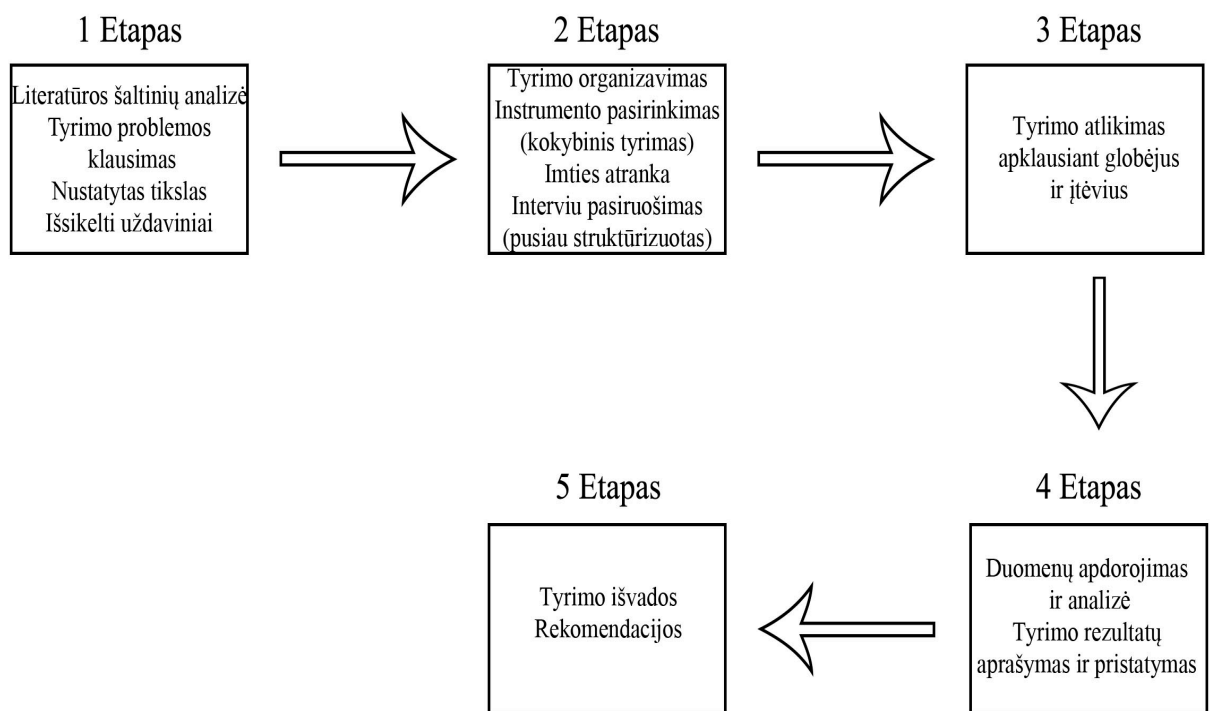 1 Etapas
Literatūros šaltinių analizė
Tyrimo problemos
klausimas
Nustatytas tikslas
Išsikelti uždaviniai
2 Etapas
Tyrimo organizavimas
Instrumento pasirinkimas
(kokybinis tyrimas)
Imties atranka
Interviu pasiruošimas
(pusiau struktūrizuotas)
3 Etapas
Tyrimo atlikimas
apklausiant globėjus
ir įtėvius
4 Etapas
Duomenų apdorojimas
ir analizė
Tyrimo rezultatų
aprašymas ir pristatymas
5 Etapas
Tyrimo išvados
Rekomendacijos